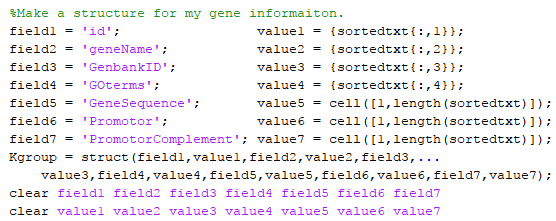 %Make a structure for my gene informaiton.
field1 = 'id'; value1 = {sortedtxt{:,1}};
field2 = 'geneName'; value2 = {sortedtxt{:,2}};
field3 = 'GenbankID'; value3 = {sortedtxt{:,3}};
field4 = 'GOterms'; value4 = {sortedtxt{:,4}};
field5 = 'GeneSequence'; value5 = cell([1,length(sortedtxt)]);
field6 = 'Promotor'; value6 = cell([1,length(sortedtxt)]);
field7 = 'PromotorComplement'; value7 = cell([1,length(sortedtxt)]);
Kgroup = struct(field1,value1,field2,value2,field3,...
value3,field4,value4,field5,value5,field6,value6,field7,value7);
clear field1 field2 field3 field4 field5 field6 field7
clear value1 value2 value3 value4 value5 value6 value7